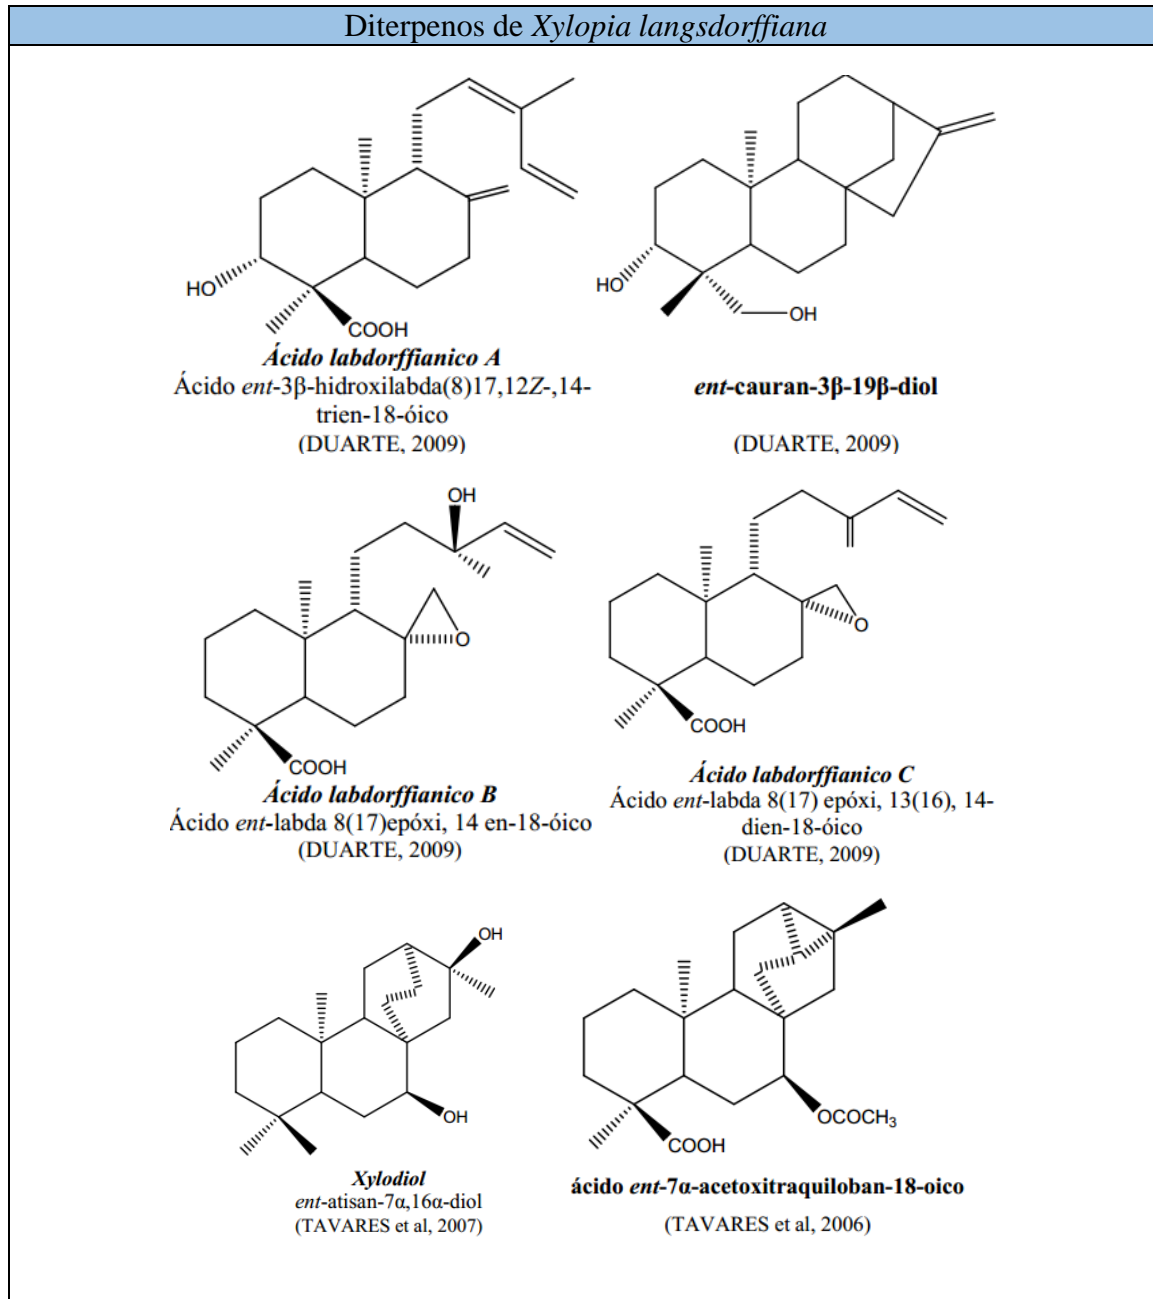 Diterpenos de Xylopia langsdorffiana
HO
COOH
Ácido labdorffianico A
Ácido ent-3β-hidroxilabda(8)17,12Z-,14-
trien-18-óico
(DUARTE, 2009)
HO
OH
ent-cauran-3β-19β-diol
(DUARTE, 2009)
OH
O
COOH
Ácido labdorffianico B
Ácido ent-labda 8(17)epóxi, 14 en-18-óico
(DUARTE, 2009)
O
COOH
Ácido labdorffianico C
Ácido ent-labda 8(17) epóxi, 13(16), 14-
dien-18-óico
(DUARTE, 2009)
OH
OH
Xylodiol
ent-atisan-7α,16α-diol
(TAVARES et al, 2007)
OCOCH3
COOH
ácido ent-7α-acetoxitraquiloban-18-oico
(TAVARES et al, 2006)